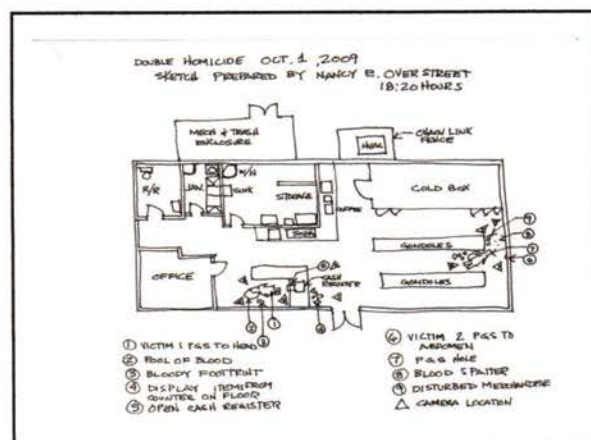 DOUBLE HOMICIDE OCT. 1, 2009
SKETCH PREPARED BY NANCY E. OVERSTREET
18:20 HOURS
MECH & TRASH
ENCLOSURE
HVAC
CHAIN LINK
FENCE
R/R
JAN.
SINK
STORAGE
COFFEE
COLD BOX
GONDOLES
GONDOLES
OFFICE
CASH
REGISTER
① VICTIM 1 PGS TO HEAD
② POOL OF BLOOD
③ BLOODY FOOTPRINT
④ DISPLAY ITEMS FROM
COUNTER ON FLOOR
⑤ OPEN CASH REGISTER
⑥ VICTIM 2 PGS TO
ABDOMEN
⑦ PGS HOLE
⑧ BLOOD SPATTER
⑨ DISTURBED MERCHANDISE
△ CAMERA LOCATION